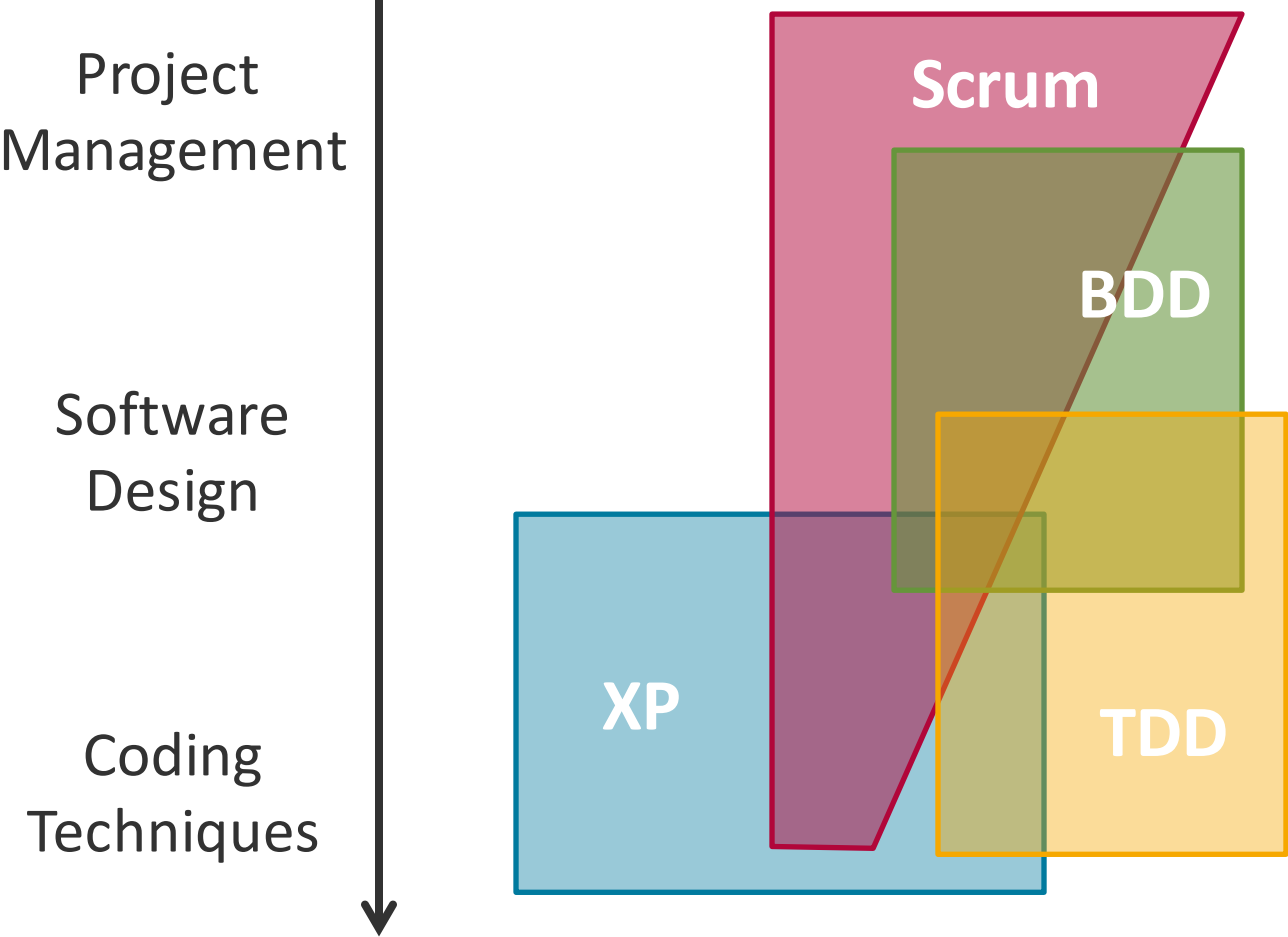 Project
Management
Scrum
BDD
Software
Design
XP
TDD
Coding
Techniques